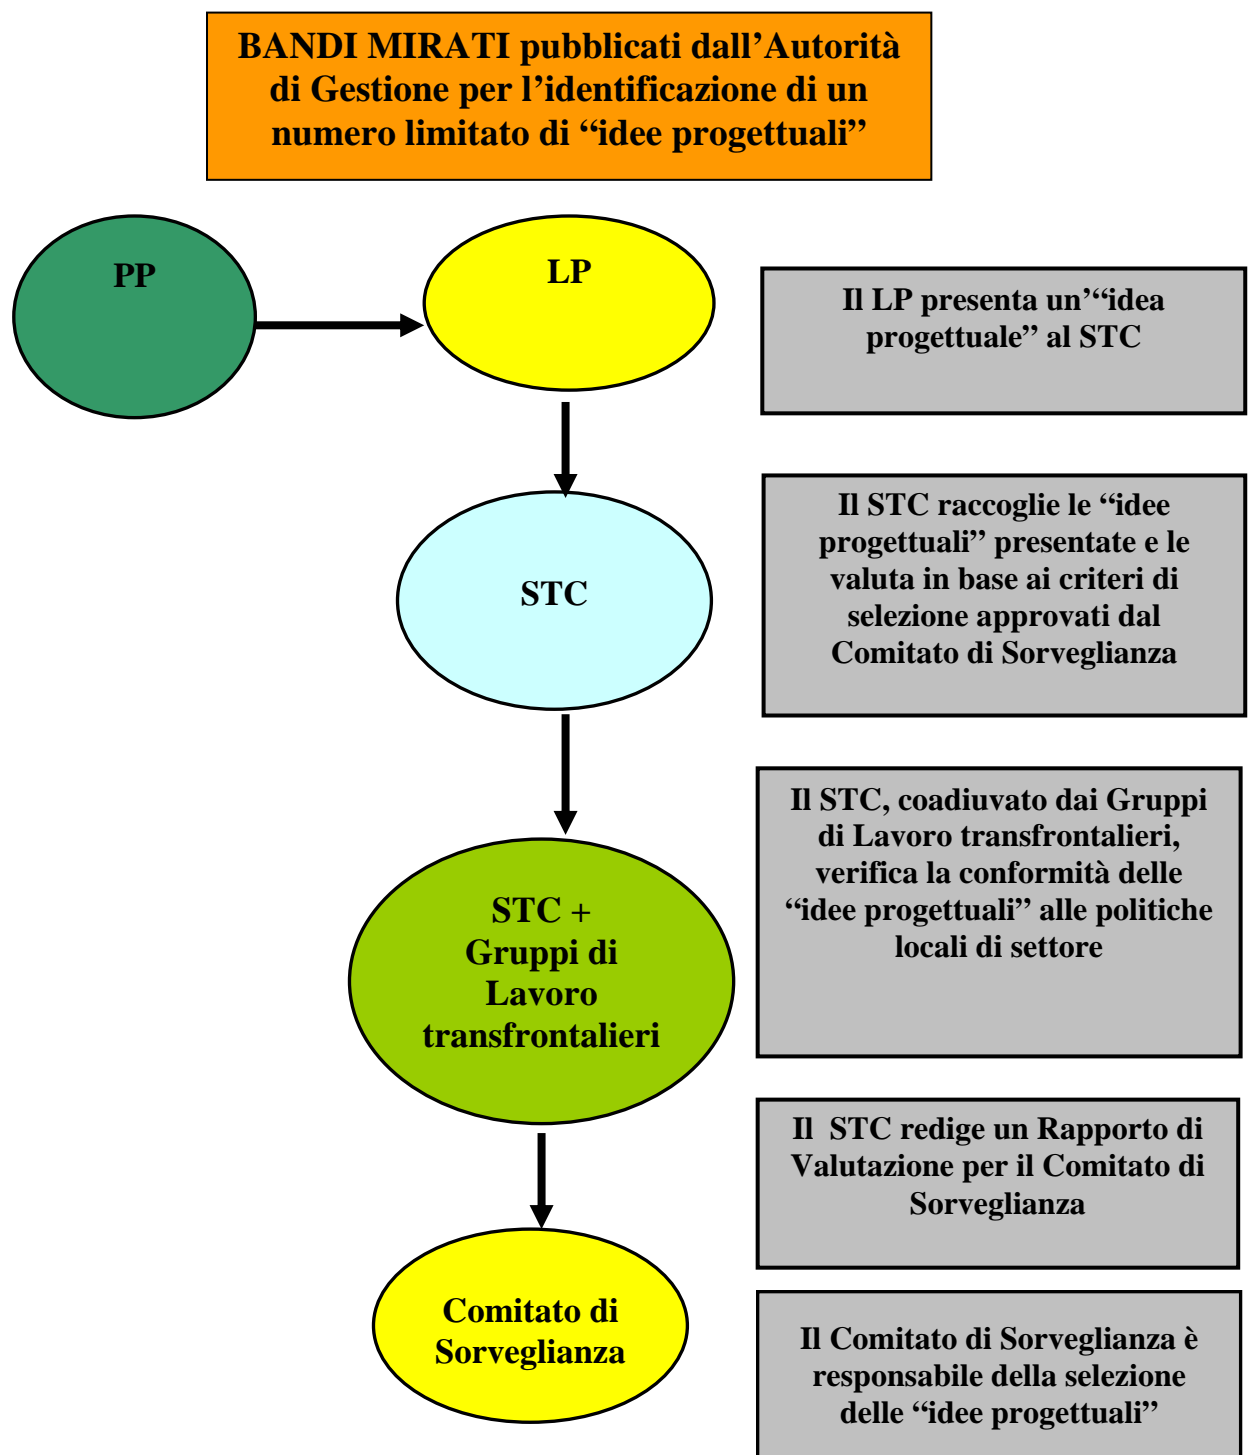 BANDI MIRATI pubblicati dall’Autorità
di Gestione per l’identificazione di un
numero limitato di “idee progettuali”
PP
LP
Il LP presenta un’“idea
progettuale” al STC
STC
Il STC raccoglie le “idee
progettuali” presentate e le
valuta in base ai criteri di
selezione approvati dal
Comitato di Sorveglianza
STC +
Gruppi di
Lavoro
transfrontalieri
Il STC, coadiuvato dai Gruppi
di Lavoro transfrontalieri,
verifica la conformità delle
“idee progettuali” alle politiche
locali di settore
Il STC redige un Rapporto di
Valutazione per il Comitato di
Sorveglianza
Comitato di
Sorveglianza
Il Comitato di Sorveglianza è
responsabile della selezione
delle “idee progettuali”